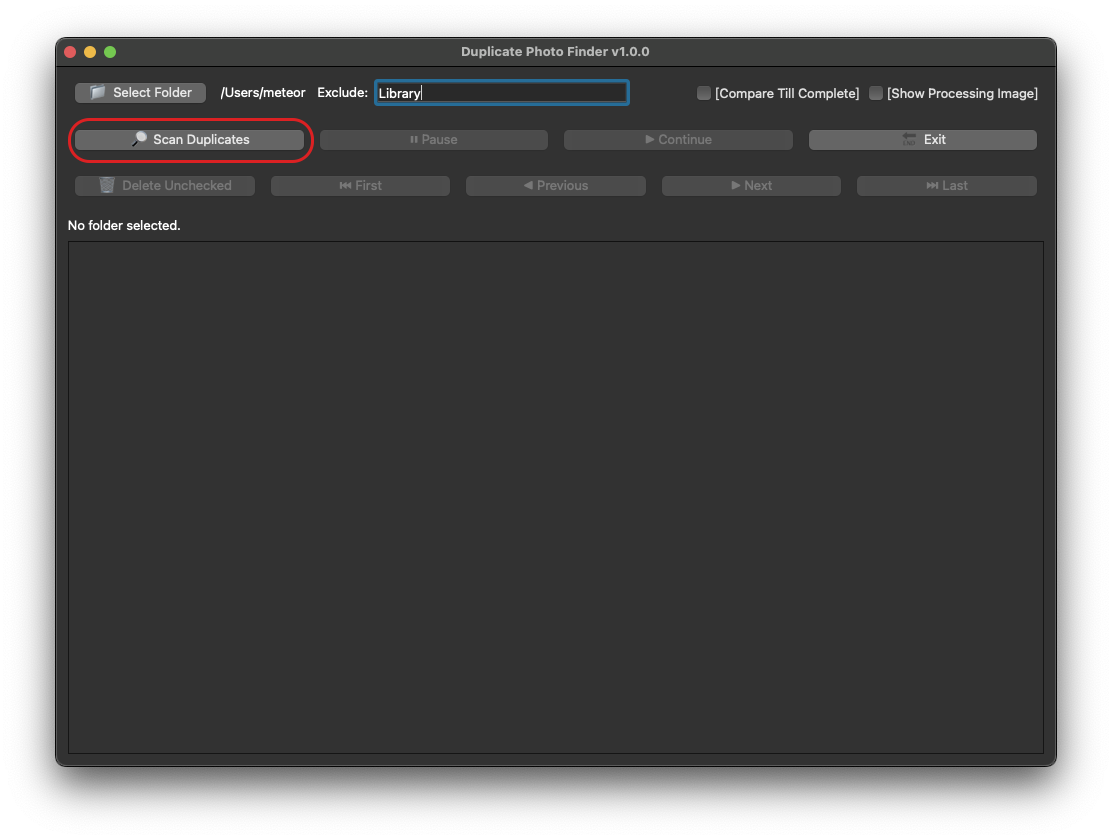 Duplicate Photo Finder v1.0.0
Select Folder /Users/meteor Exclude: Library [Compare Till Complete] [Show Processing Image]
Scan Duplicates Pause Continue Exit
Delete Unchecked First Previous Next Last
No folder selected.